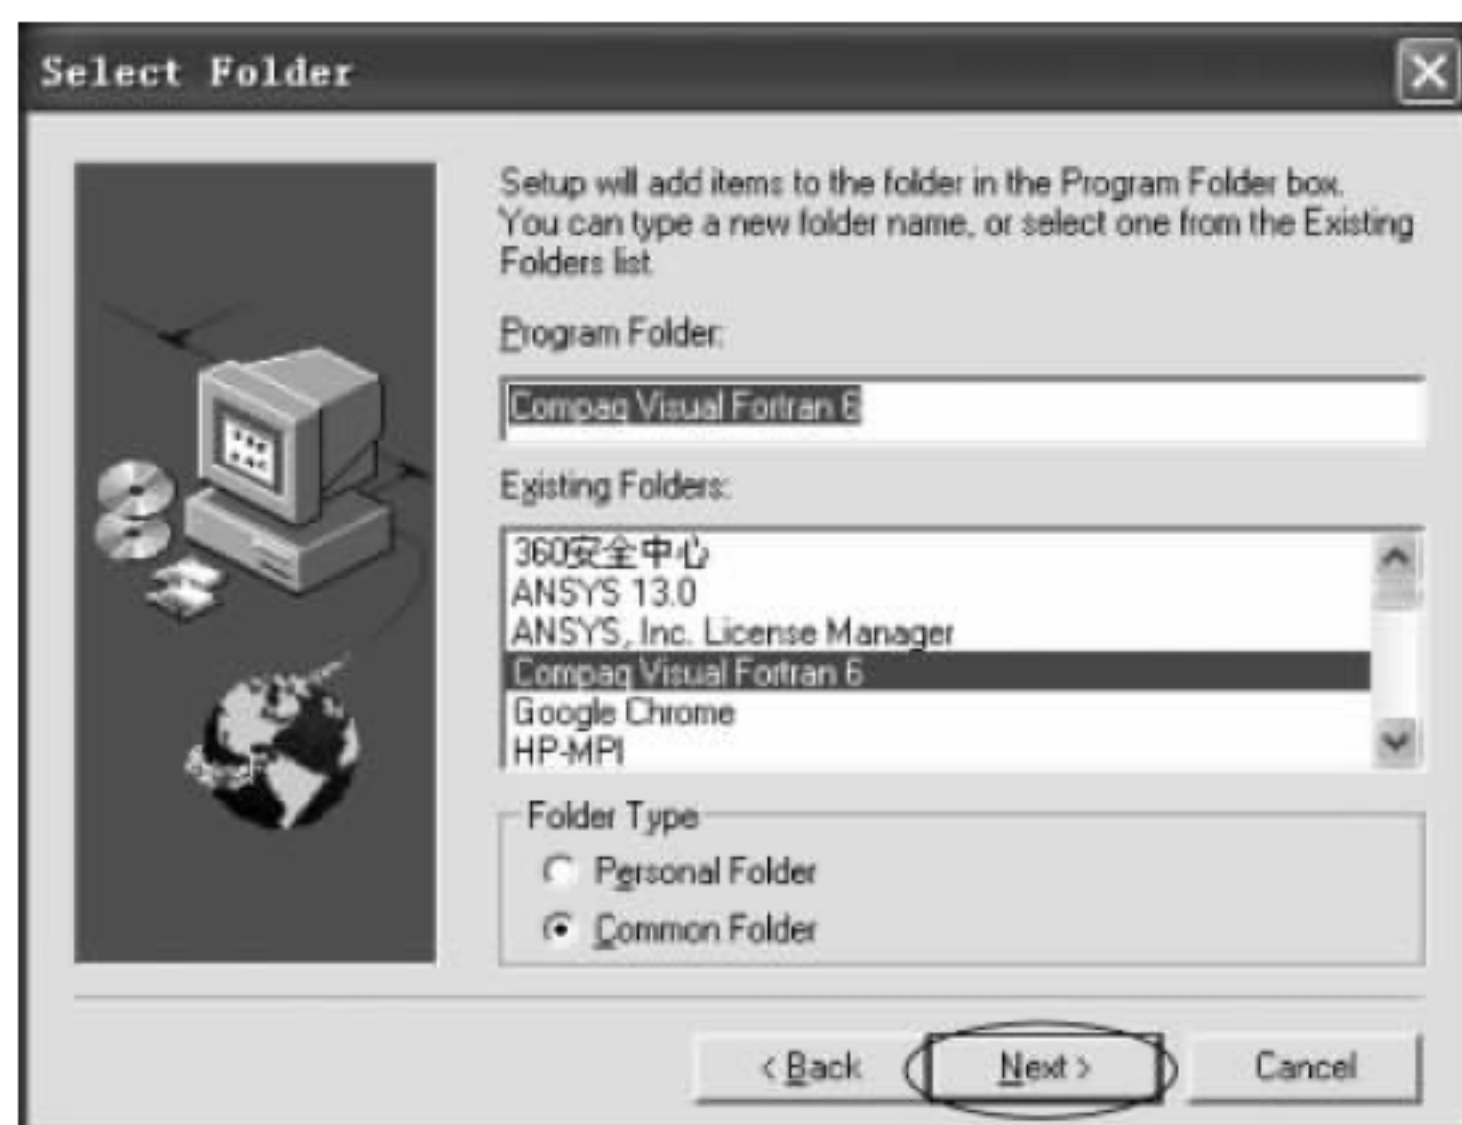 Select Folder
Setup will add items to the folder in the Program Folder box.
You can type a new folder name, or select one from the Existing
Folders list.
Program Folder:
Compaq Visual Fortran 6
Existing Folders:
360安全中心
ANSYS 13.0
ANSYS, Inc. License Manager
Compaq Visual Fortran 6
Google Chrome
HP-MPI
Folder Type
Personal Folder
Common Folder
< Back
Next >
Cancel